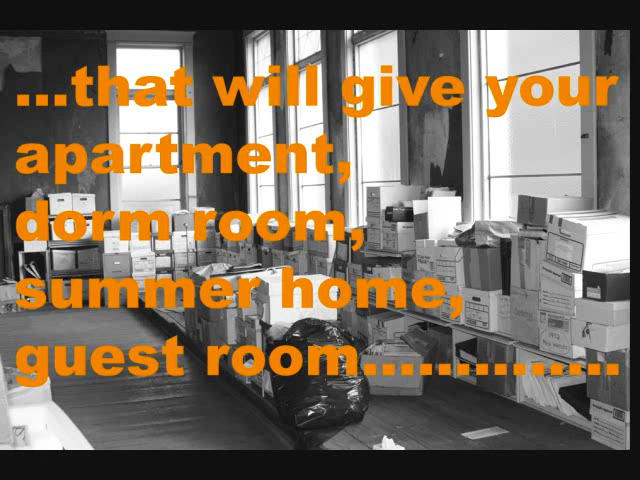 ...that will give your
apartment,
dorm room,
summer home,
guest room..............